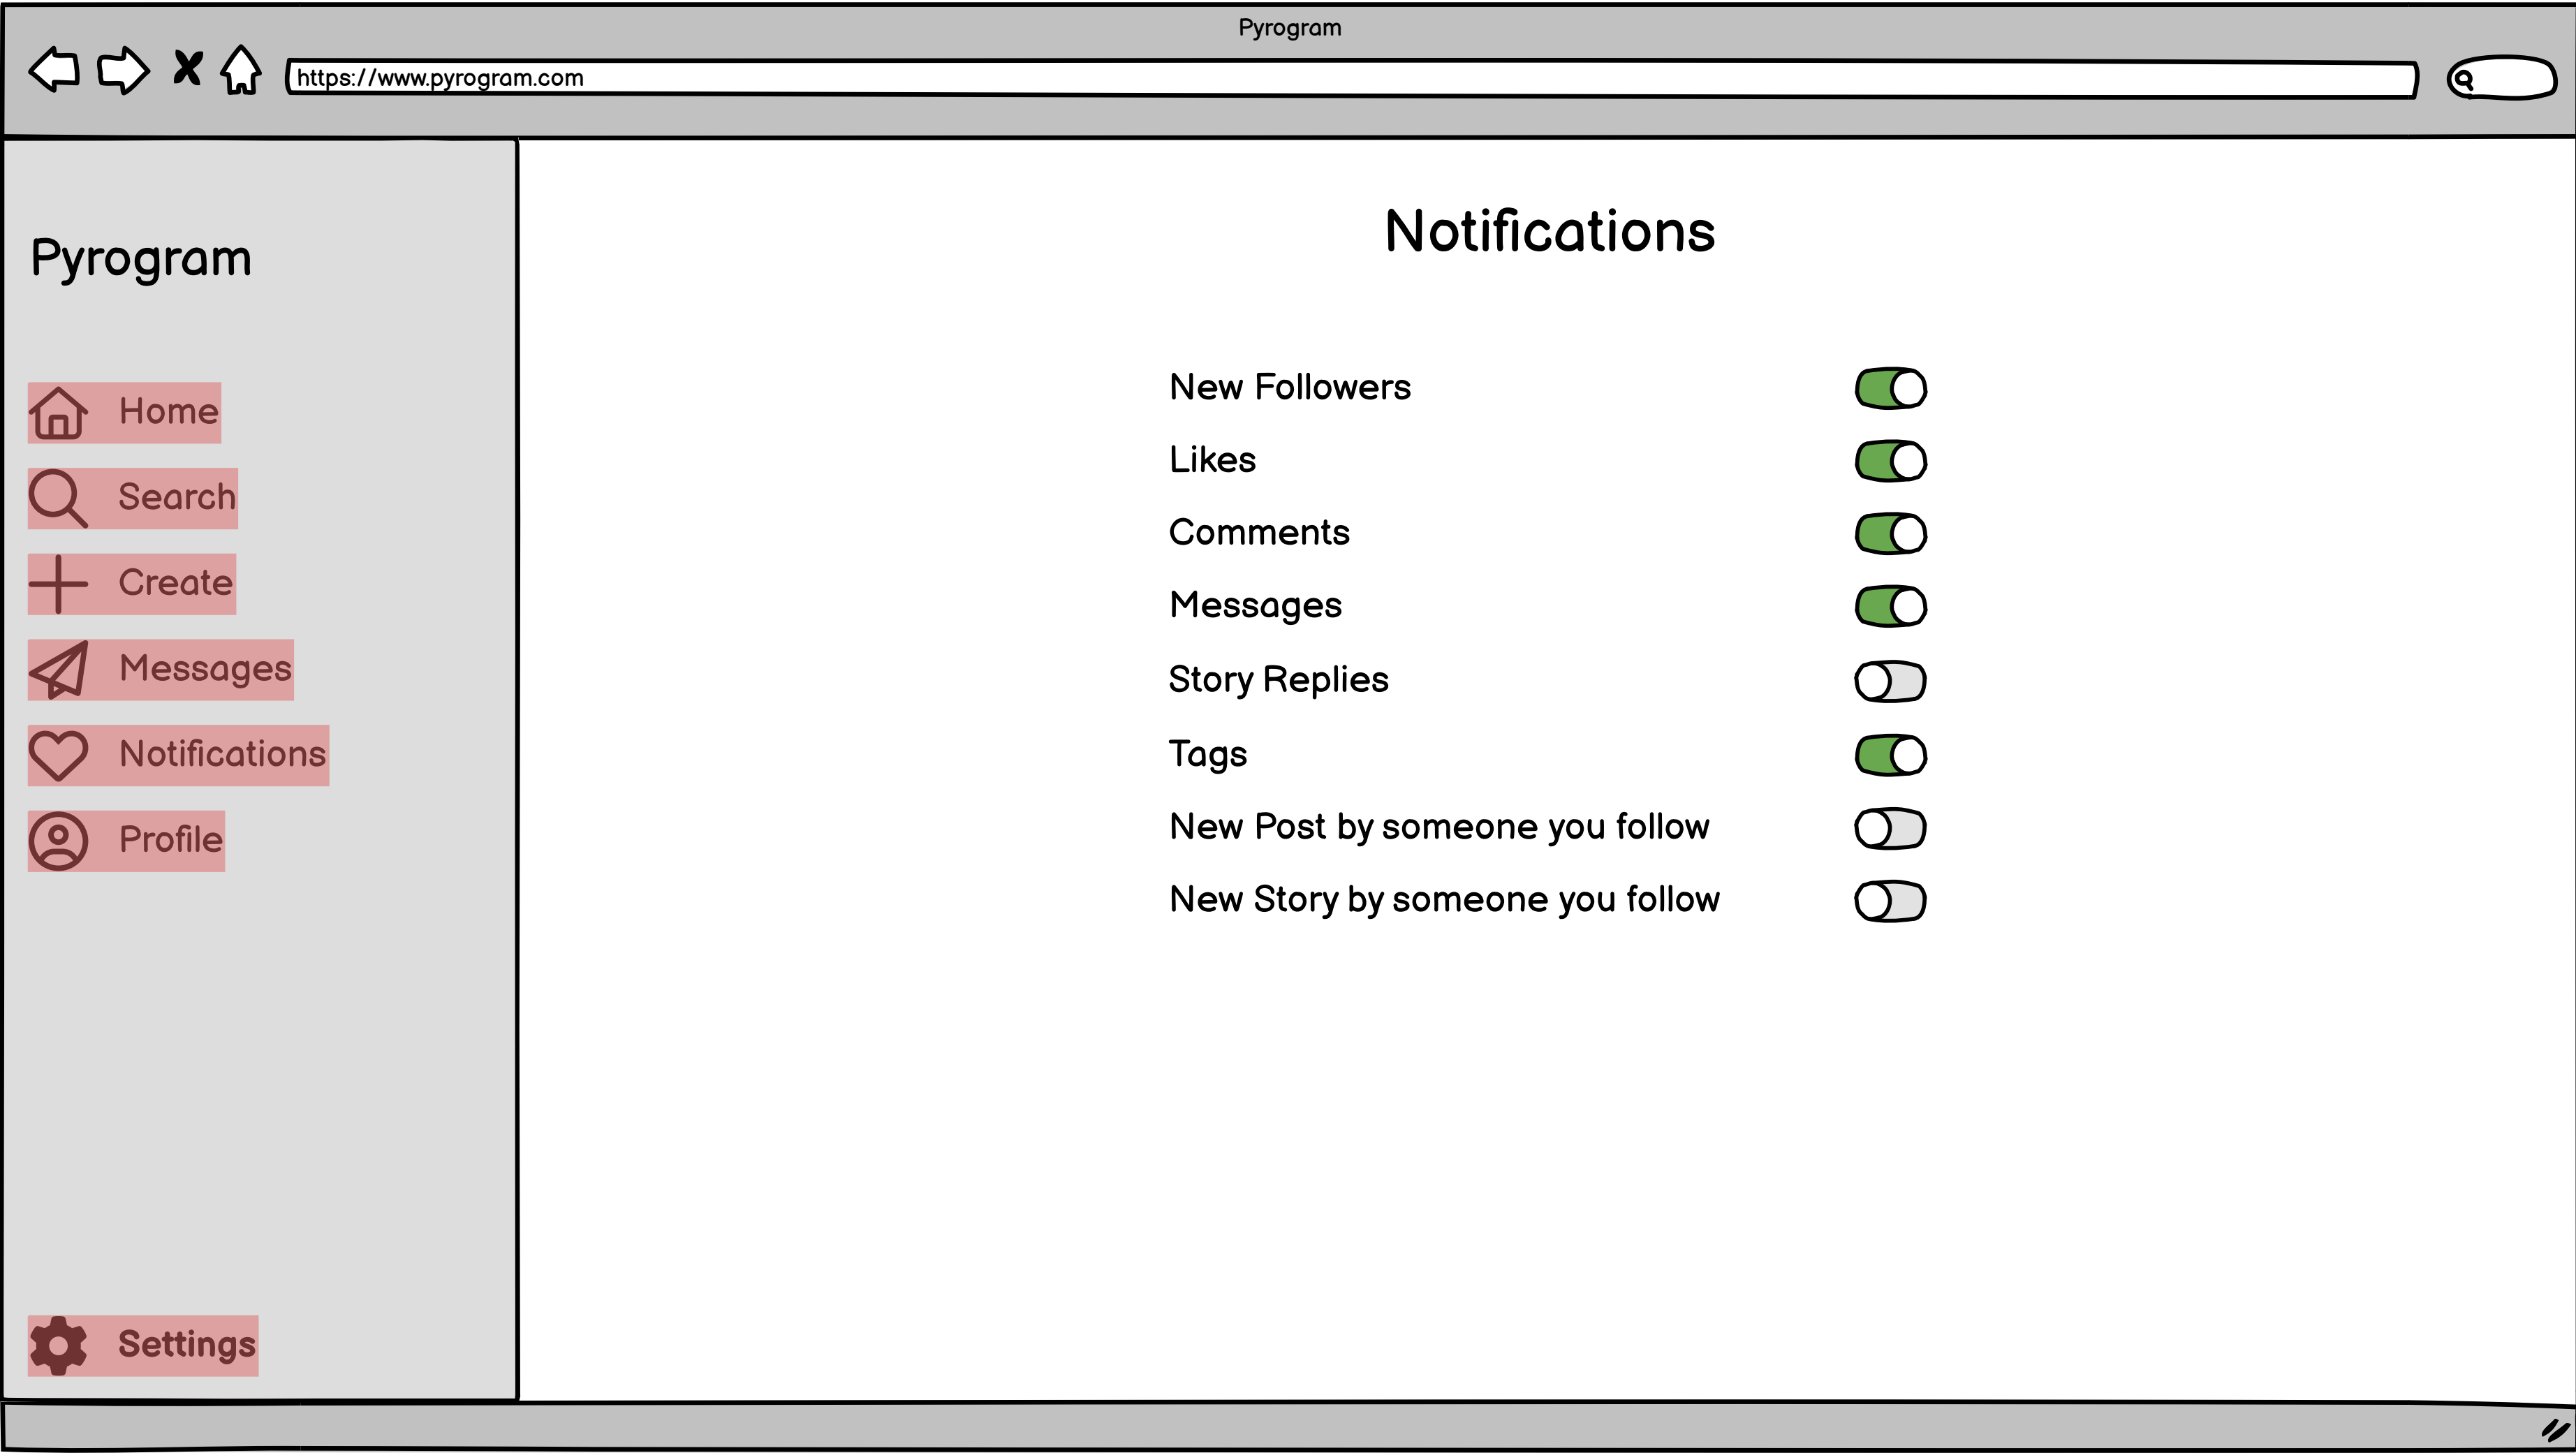 Pyrogram
https://www.pyrogram.com
Pyrogram
Home
Search
Create
Messages
Notifications
Profile
Settings
Notifications
New Followers
Likes
Comments
Messages
Story Replies
Tags
New Post by someone you follow
New Story by someone you follow